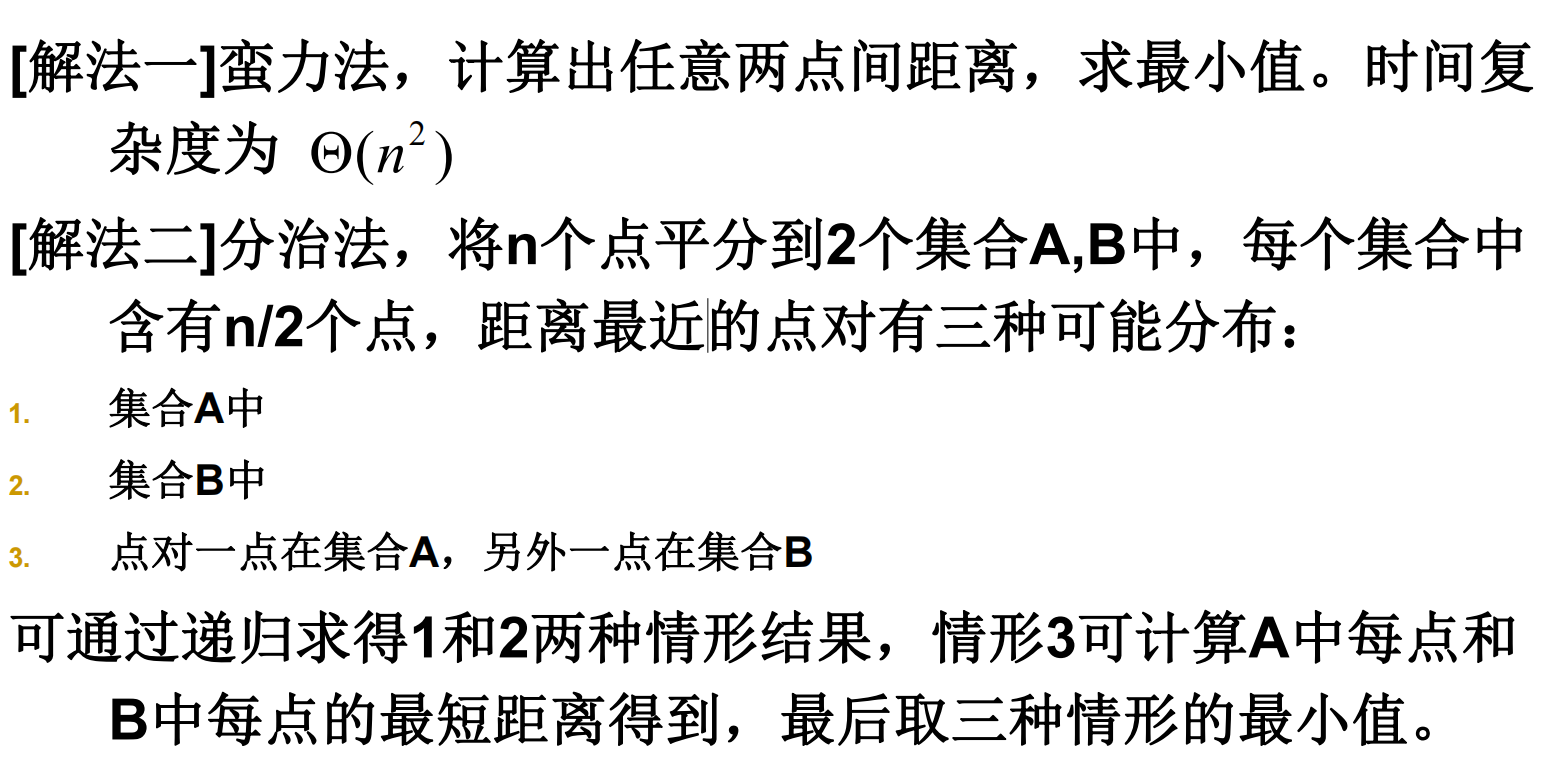 [解法一]蛮力法，计算出任意两点间距离，求最小值。时间复
杂度为 Θ(n²)
[解法二]分治法，将n个点平分到2个集合A,B中，每个集合中
含有n/2个点，距离最近的点对有三种可能分布：
1. 集合A中
2. 集合B中
3. 点对一点在集合A，另外一点在集合B
可通过递归求得1和2两种情形结果，情形3可计算A中每点和
B中每点的最短距离得到，最后取三种情形的最小值。